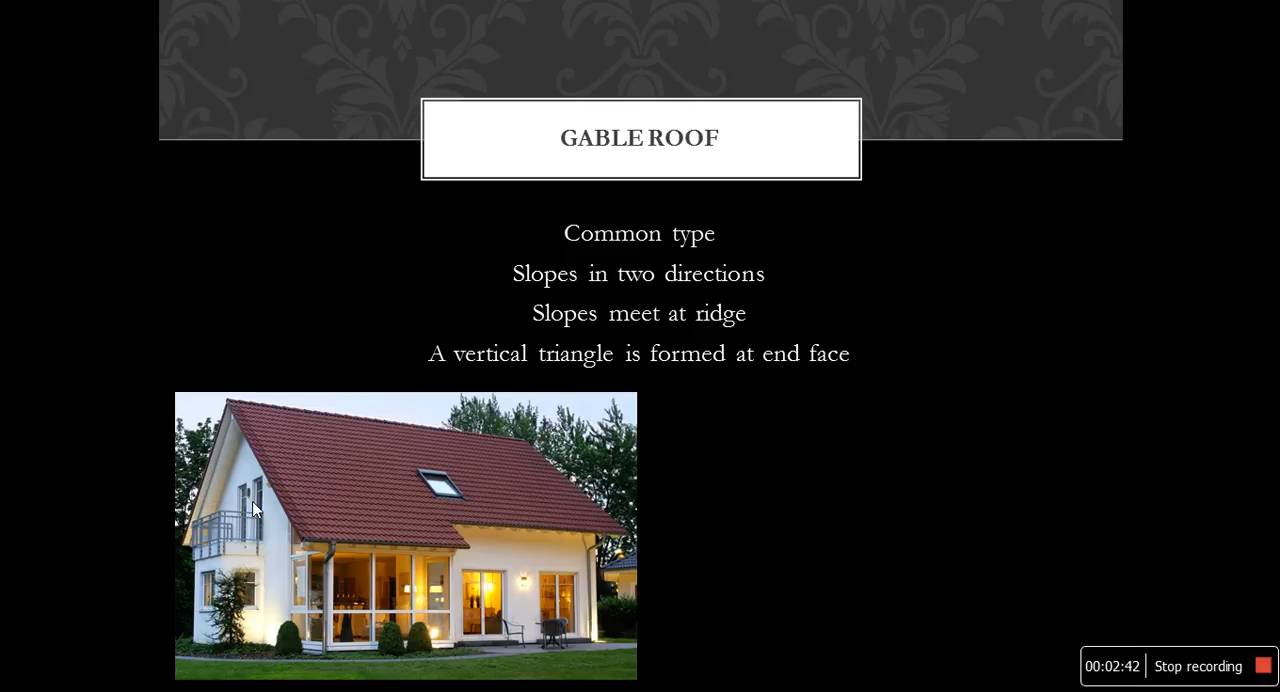 GABLE ROOF
Common type
Slopes in two directions
Slopes meet at ridge
A vertical triangle is formed at end face
00:02:42 Stop recording